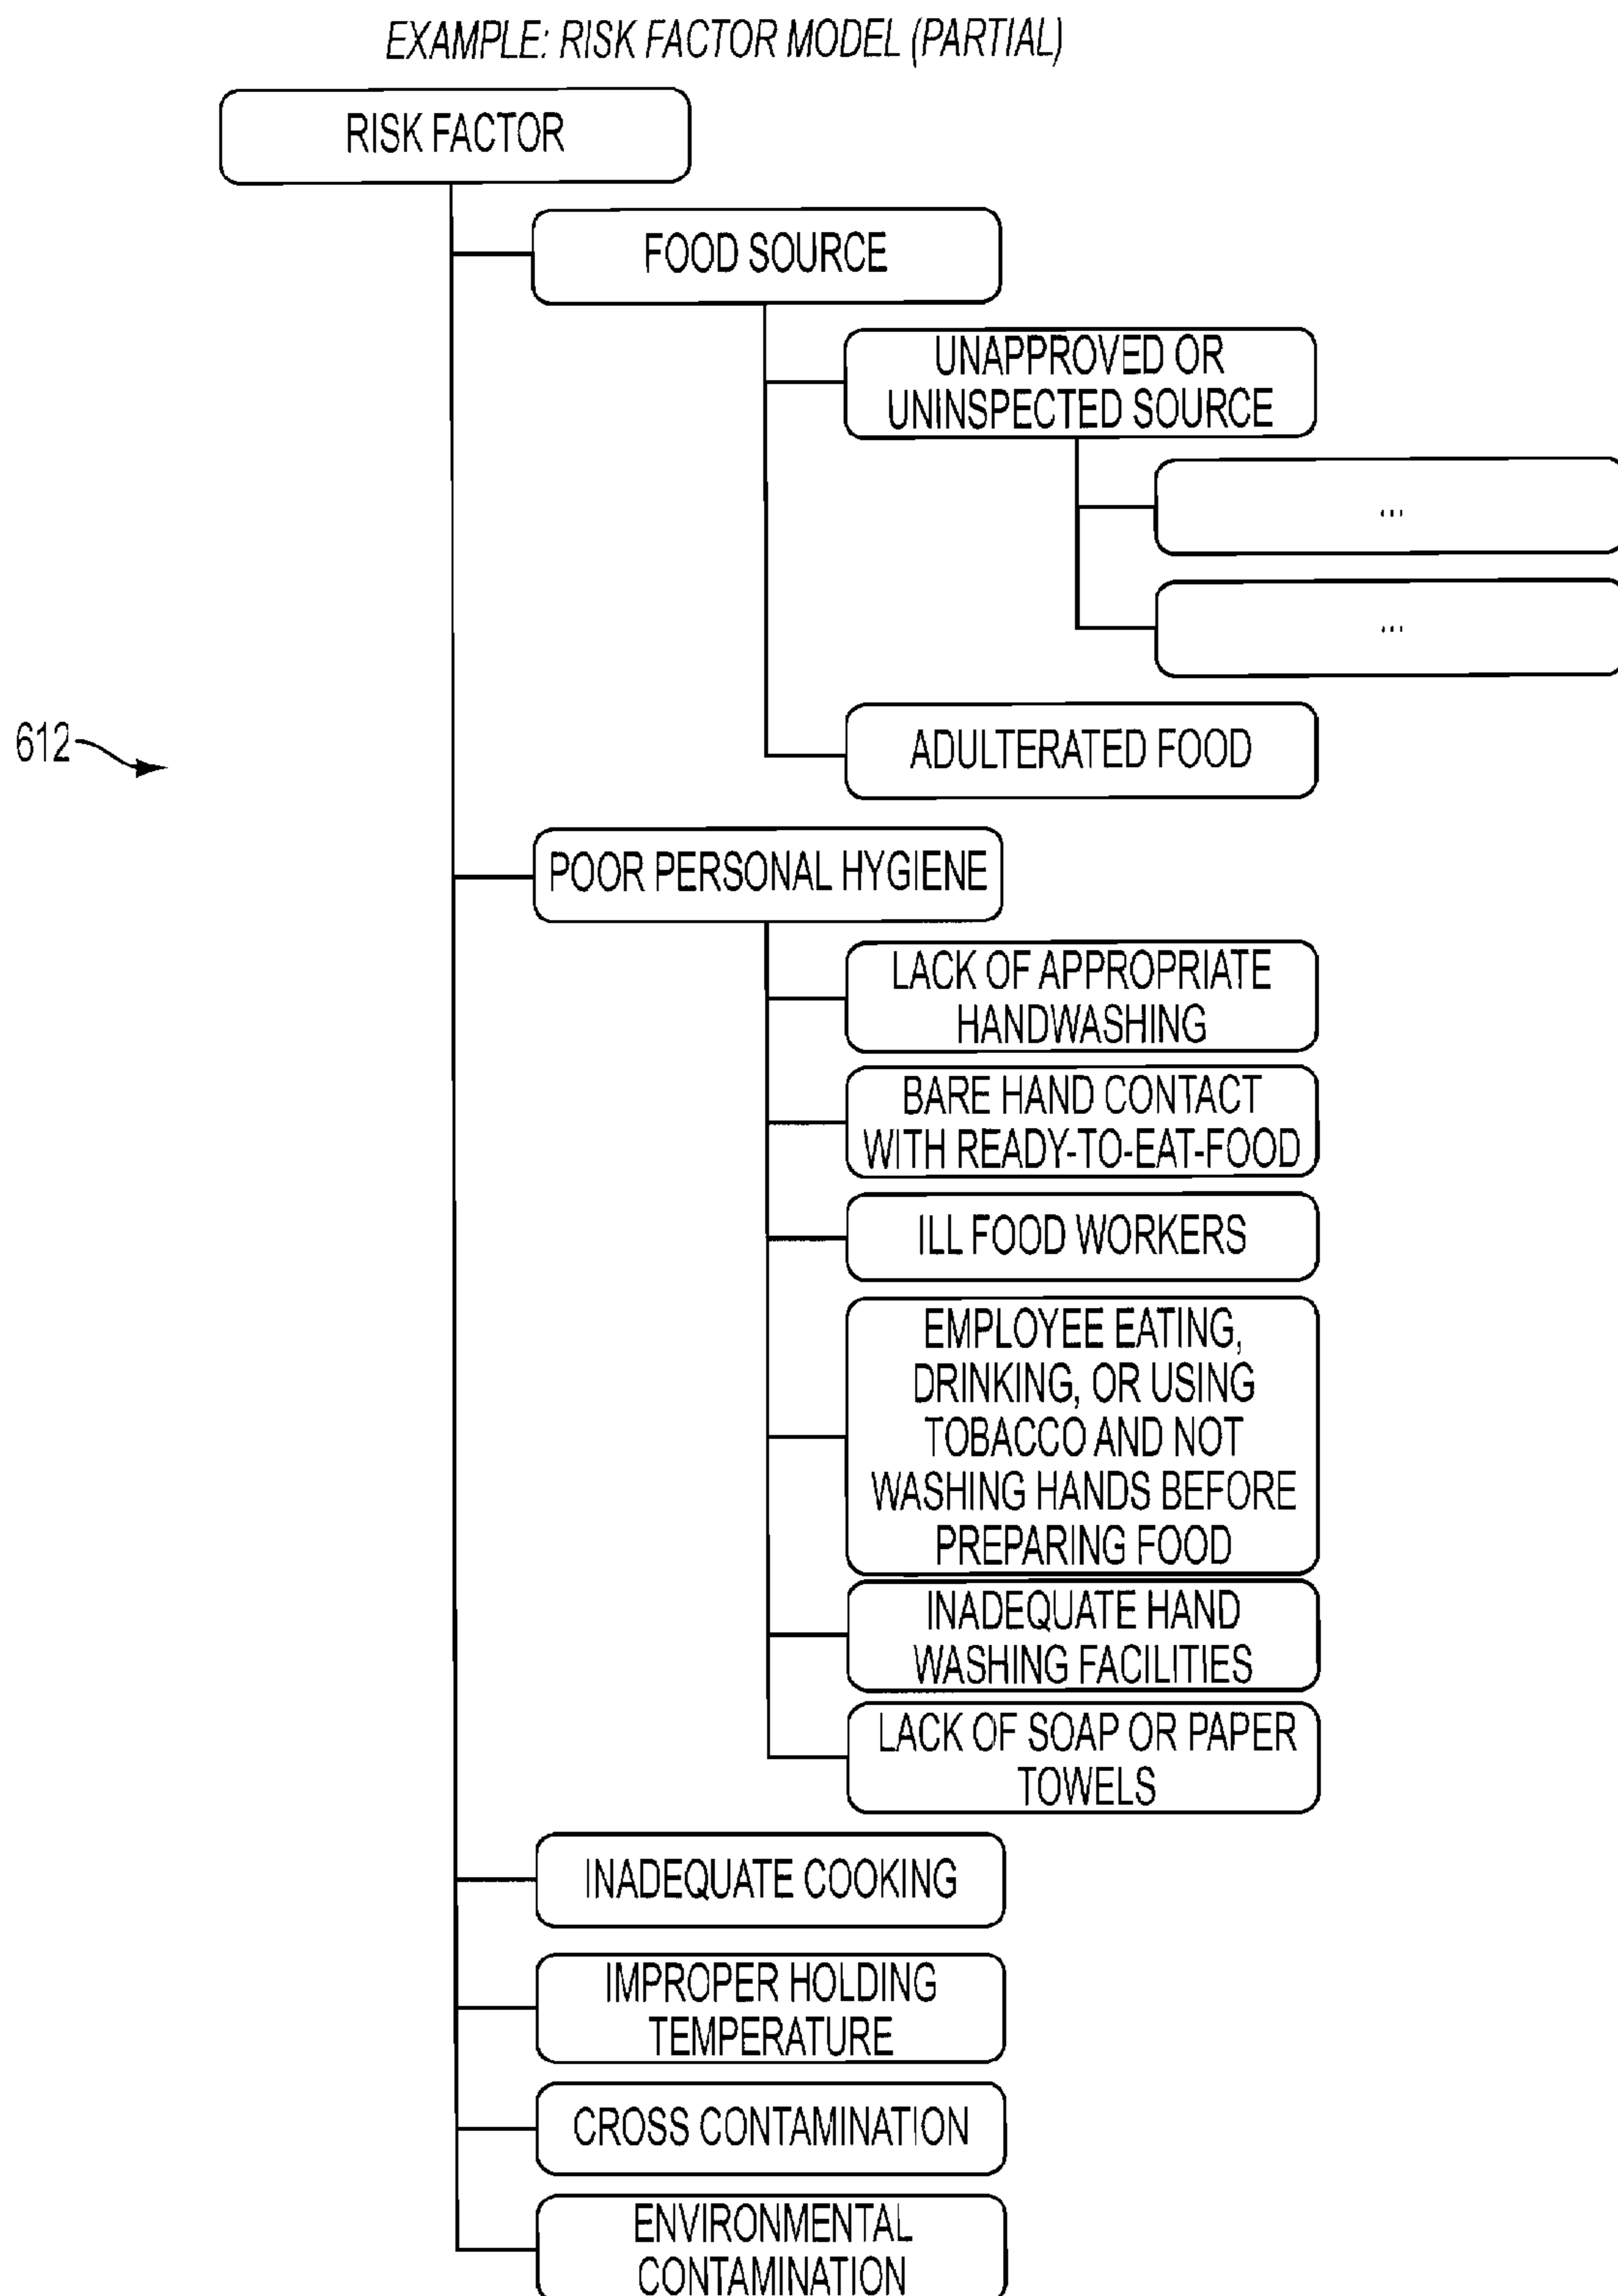 EXAMPLE: RISK FACTOR MODEL (PARTIAL)
RISK FACTOR
FOOD SOURCE
UNAPPROVED OR
UNINSPECTED SOURCE
...
...
612
ADULTERATED FOOD
POOR PERSONAL HYGIENE
LACK OF APPROPRIATE
HANDWASHING
BARE HAND CONTACT
WITH READY-TO-EAT-FOOD
ILL FOOD WORKERS
EMPLOYEE EATING,
DRINKING, OR USING
TOBACCO AND NOT
WASHING HANDS BEFORE
PREPARING FOOD
INADEQUATE HAND
WASHING FACILITIES
LACK OF SOAP OR PAPER
TOWELS
INADEQUATE COOKING
IMPROPER HOLDING
TEMPERATURE
CROSS CONTAMINATION
ENVIRONMENTAL
CONTAMINATION